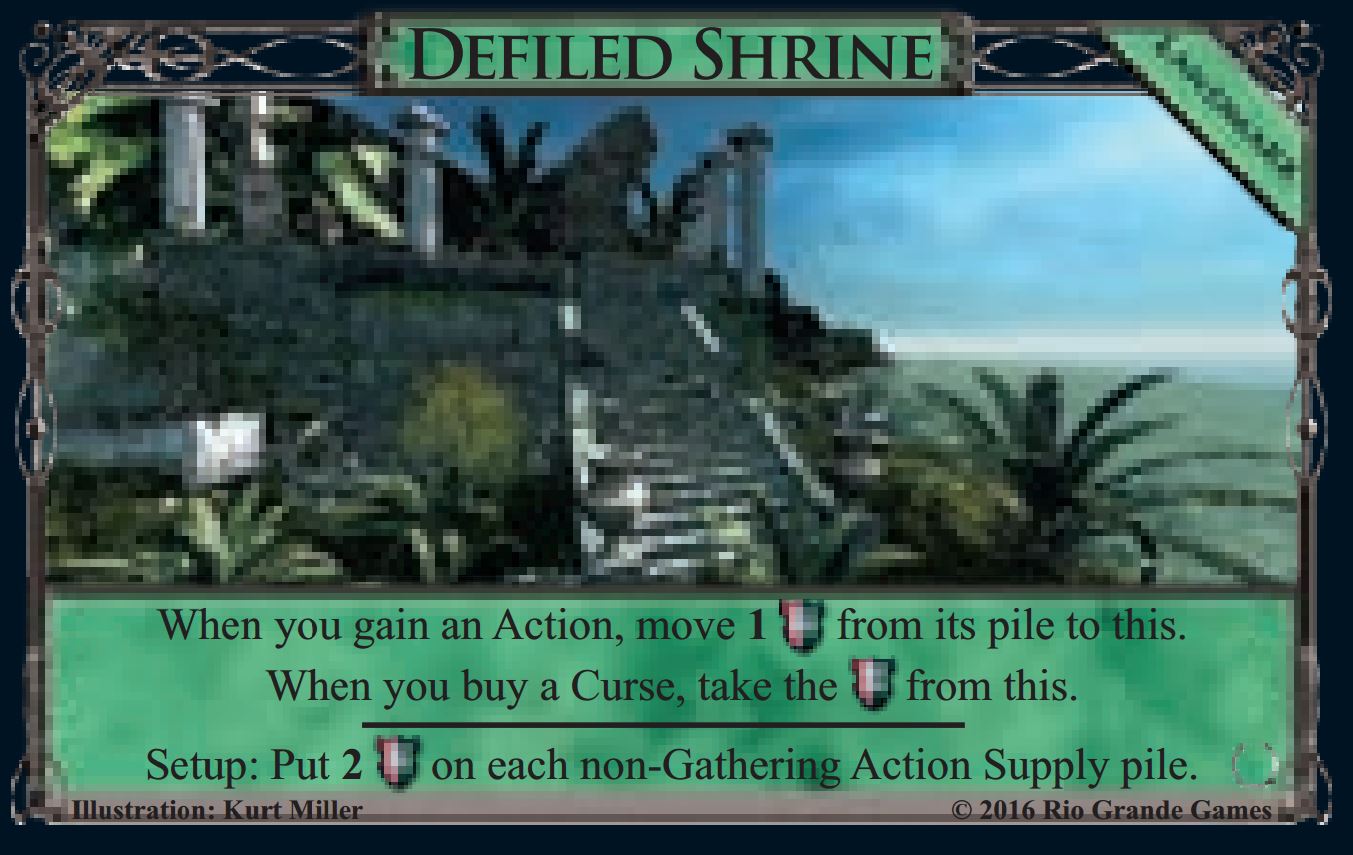 DEFILED SHRINE
LANDMARK
When you gain an Action, move 1 from its pile to this.
When you buy a Curse, take the from this.
Setup: Put 2 on each non-Gathering Action Supply pile.
Illustration: Kurt Miller
© 2016 Rio Grande Games